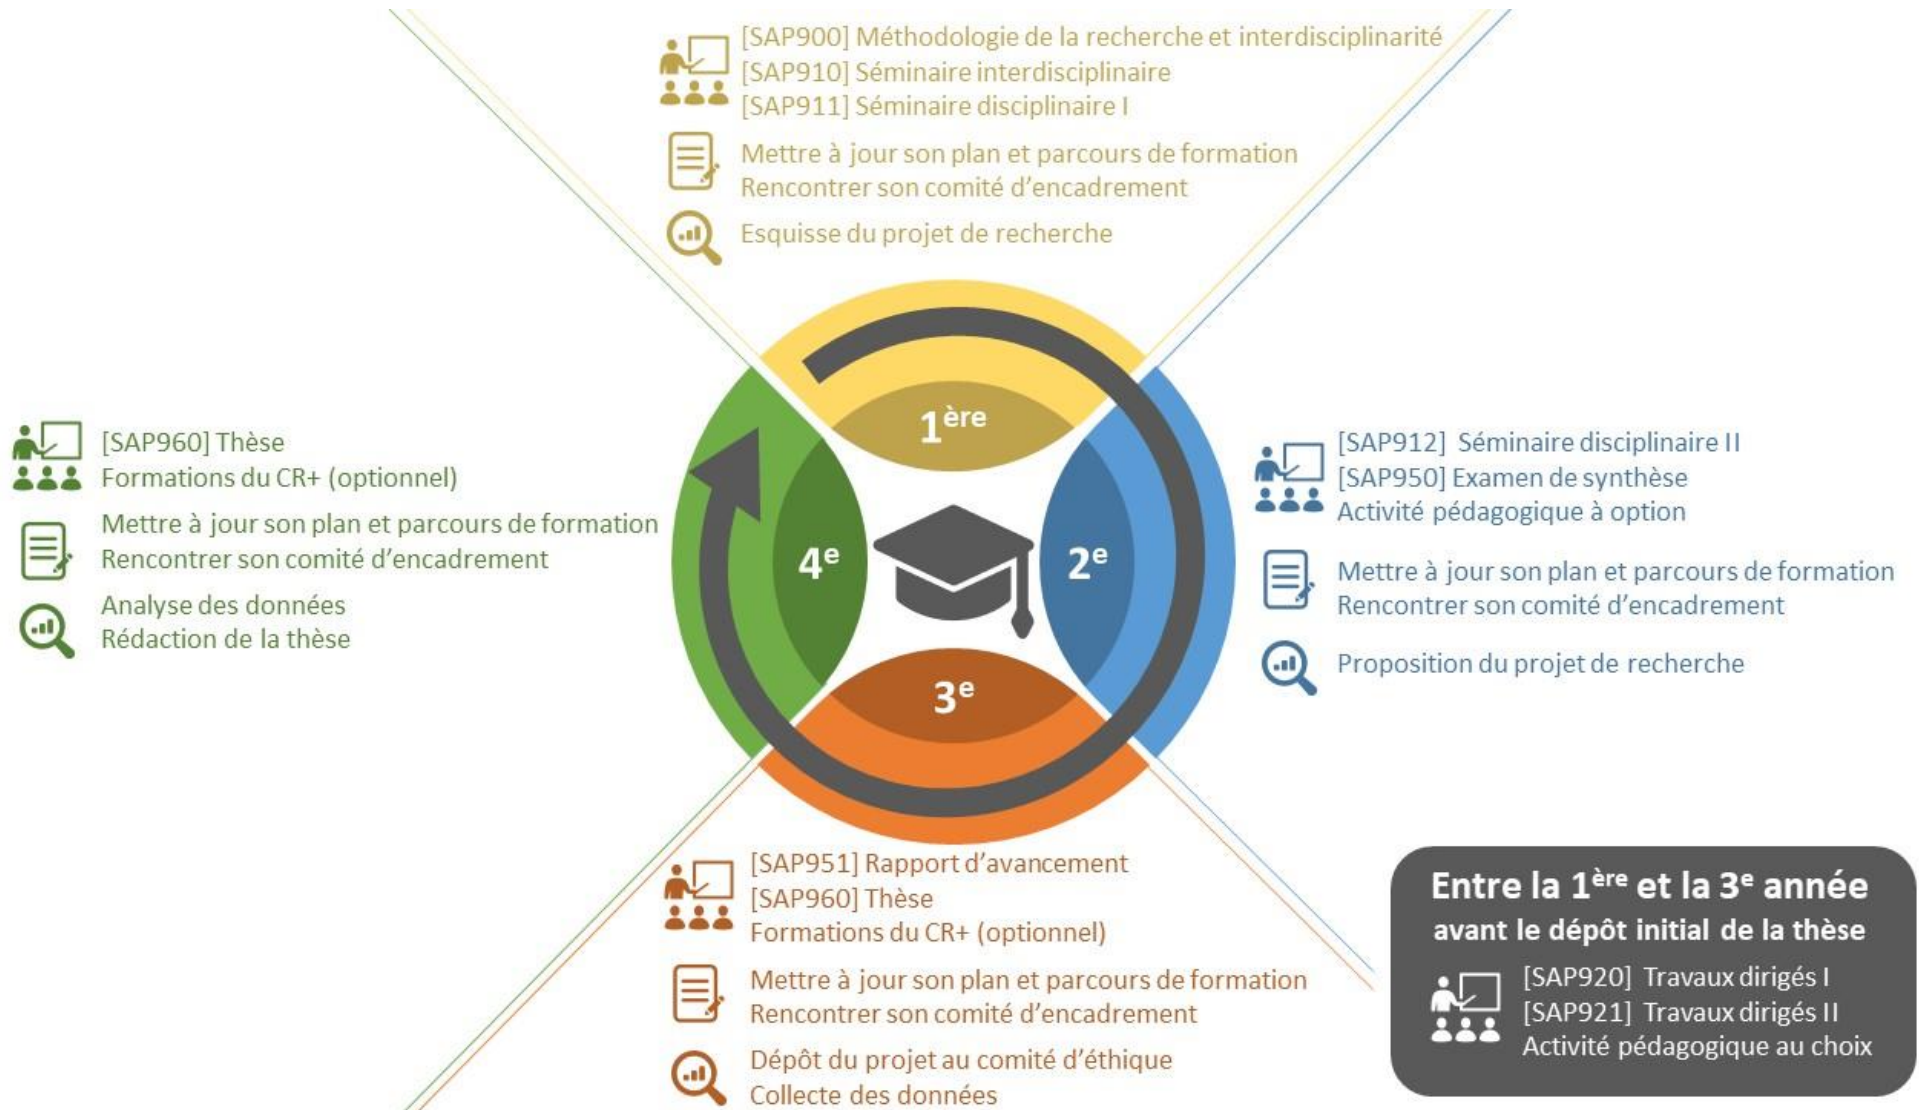 [SAP900] Méthodologie de la recherche et interdisciplinarité
[SAP910] Séminaire interdisciplinaire
[SAP911] Séminaire disciplinaire I
Mettre à jour son plan et parcours de formation
Rencontrer son comité d'encadrement
Esquisse du projet de recherche
1ère
[SAP912] Séminaire disciplinaire II
[SAP950] Examen de synthèse
Activité pédagogique à option
Mettre à jour son plan et parcours de formation
Rencontrer son comité d'encadrement
Proposition du projet de recherche
2e
3e
[SAP951] Rapport d'avancement
[SAP960] Thèse
Formations du CR+ (optionnel)
Mettre à jour son plan et parcours de formation
Rencontrer son comité d'encadrement
Dépôt du projet au comité d'éthique
Collecte des données
4e
[SAP960] Thèse
Formations du CR+ (optionnel)
Mettre à jour son plan et parcours de formation
Rencontrer son comité d'encadrement
Analyse des données
Rédaction de la thèse
Entre la 1ère et la 3e année
avant le dépôt initial de la thèse
[SAP920] Travaux dirigés I
[SAP921] Travaux dirigés II
Activité pédagogique au choix